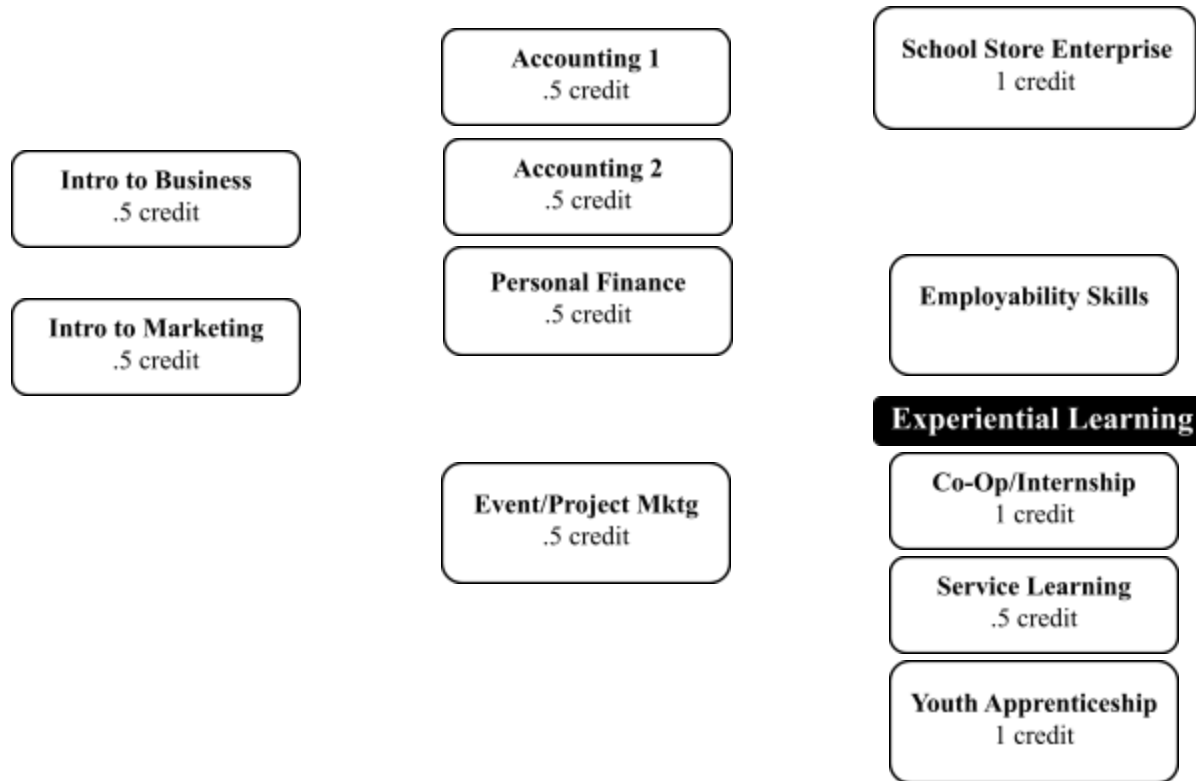 Intro to Business
.5 credit
Intro to Marketing
.5 credit
Accounting 1
.5 credit
Accounting 2
.5 credit
Personal Finance
.5 credit
Event/Project Mktg
.5 credit
School Store Enterprise
1 credit
Employability Skills
Experiential Learning
Co-Op/Internship
1 credit
Service Learning
.5 credit
Youth Apprenticeship
1 credit